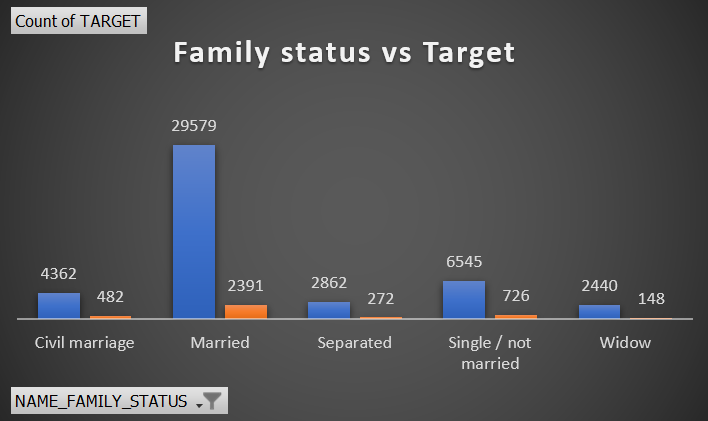 Count of TARGET
Family status vs Target
29579
4362
482
2391
2862
272
6545
726
2440
148
Civil marriage
Married
Separated
Single / not
married
Widow
NAME_FAMILY_STATUS